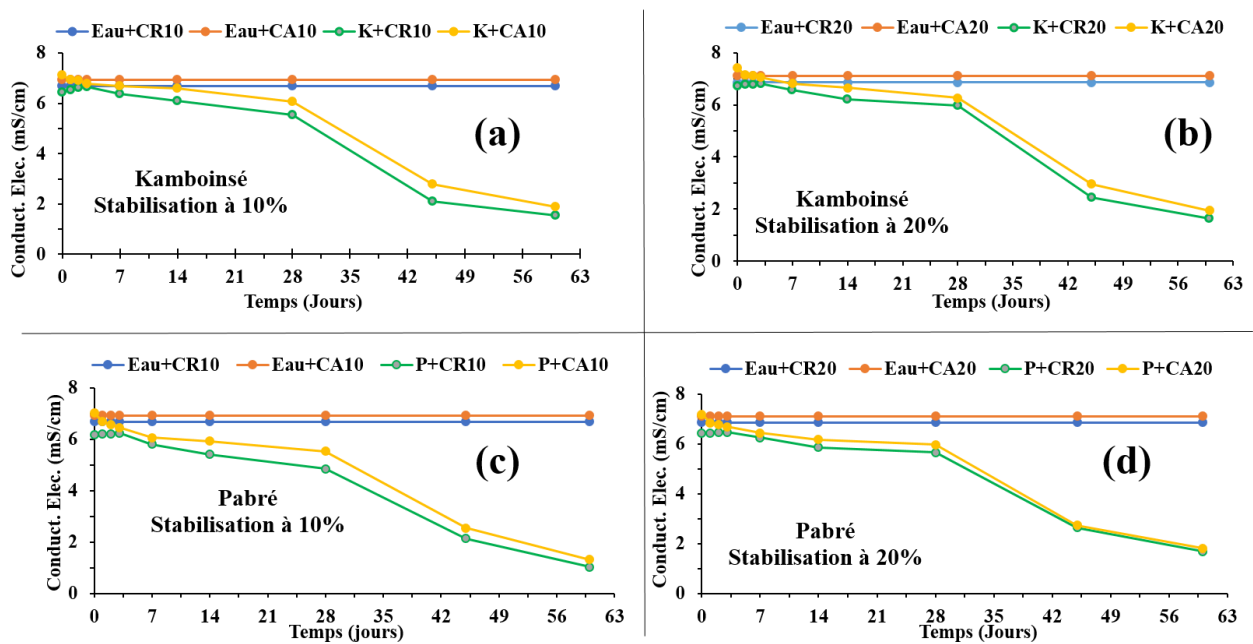 Eau+CR10 Eau+CA10 K+CR10 K+CA10
8
6
4
2
0
Conduct. Elec. (mS/cm)
(a)
Kamboinsé
Stabilisation à 10%
0 7 14 21 28 35 42 49 56 63
Temps (Jours)
Eau+CR20 Eau+CA20 K+CR20 K+CA20
8
6
4
2
0
Conduct. Elec. (mS/cm)
(b)
Kamboinsé
Stabilisation à 20%
0 7 14 21 28 35 42 49 56 63
Temps (Jours)
Eau+CR10 Eau+CA10 P+CR10 P+CA10
8
6
4
2
0
Conduct. Elec. (mS/cm)
(c)
Pabré
Stabilisation à 10%
0 7 14 21 28 35 42 49 56 63
Temps (jours)
Eau+CR20 Eau+CA20 P+CR20 P+CA20
8
6
4
2
0
Conduct. Elec. (mS/cm)
(d)
Pabré
Stabilisation à 20%
0 7 14 21 28 35 42 49 56 63
Temps (Jours)